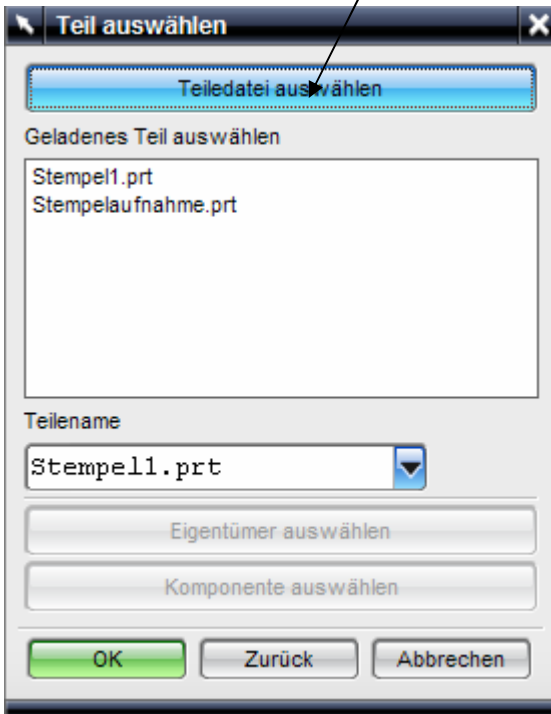 Teil auswählen
Teiledatei auswählen
Geladenes Teil auswählen
Stempel1.prt
Stempelaufnahme.prt
Teilename
Stempel1.prt
Eigentümer auswählen
Komponente auswählen
OK Zurück Abbrechen